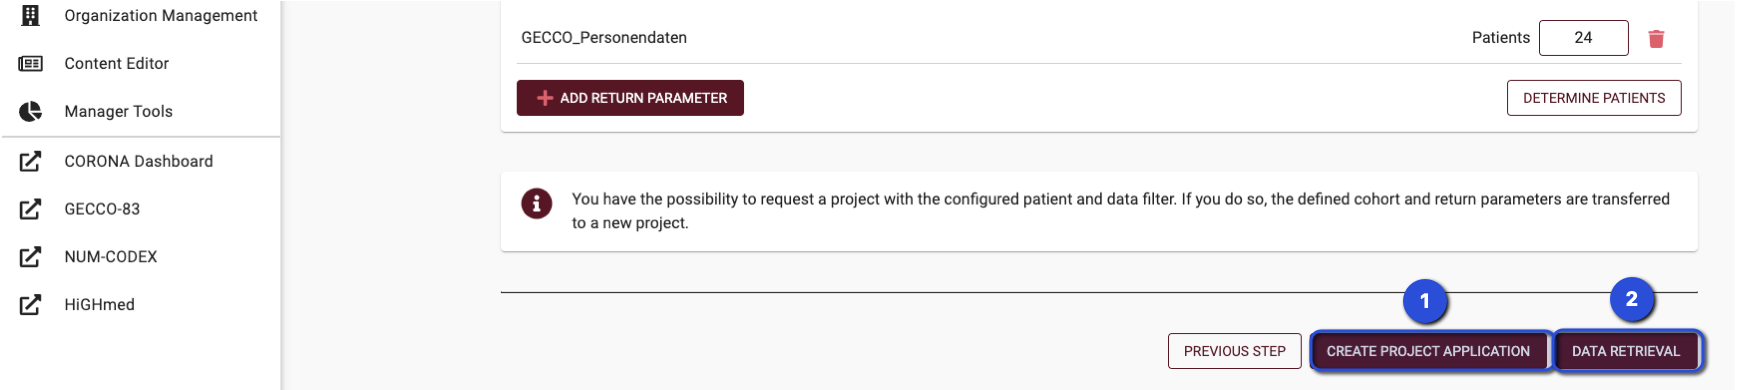 Organization Management
Content Editor
Manager Tools
CORONA Dashboard
GECCO-83
NUM-CODEX
HiGHmed
GECCO_Personendaten
Patients 24
ADD RETURN PARAMETER
DETERMINE PATIENTS
You have the possibility to request a project with the configured patient and data filter. If you do so, the defined cohort and return parameters are transferred
to a new project.
1
2
PREVIOUS STEP
CREATE PROJECT APPLICATION
DATA RETRIEVAL